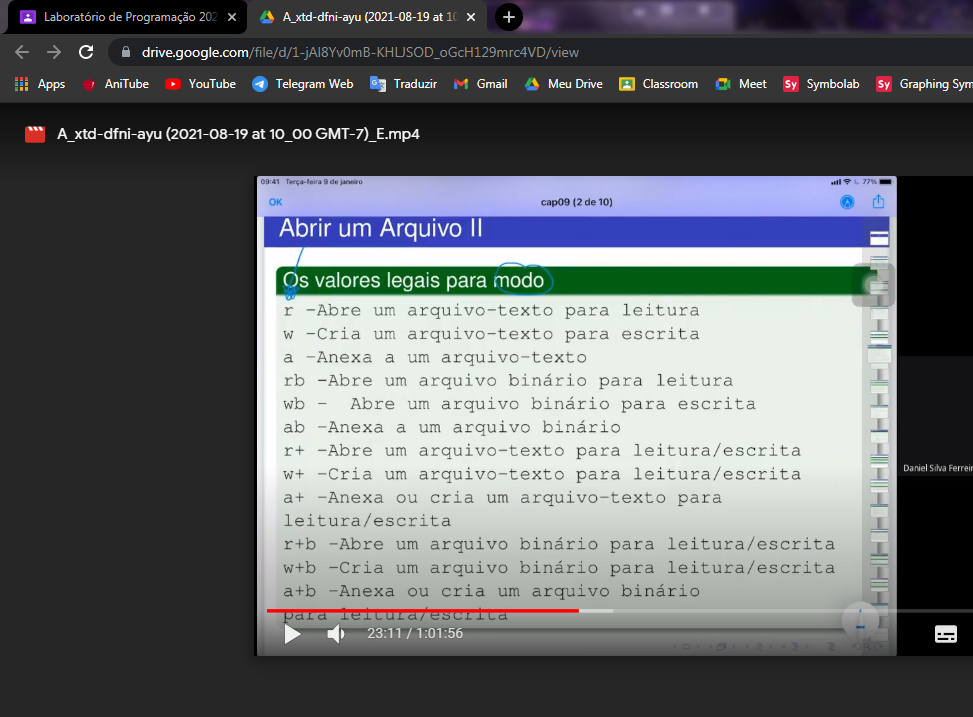 Laboratório de Programação 202
A_xtd-dfni-ayu (2021-08-19 at 10
drive.google.com/file/d/1-jAI8Yv0mB-KHLJSOD_oGcH129mrc4VD/view
Apps AniTube YouTube Telegram Web Traduzir Gmail Meu Drive Classroom Meet Sy Symbolab Sy Graphing Sym
A_xtd-dfni-ayu (2021-08-19 at 10_00 GMT-7)_E.mp4
09:41 Terça-feira 9 de janeiro 77%
OK cap09 (2 de 10)
Abrir um Arquivo II
Os valores legais para modo
r -Abre um arquivo-texto para leitura
w -Cria um arquivo-texto para escrita
a -Anexa a um arquivo-texto
rb -Abre um arquivo binário para leitura
wb - Abre um arquivo binário para escrita
ab -Anexa a um arquivo binário
Daniel Silva Ferrei
r+ -Abre um arquivo-texto para leitura/escrita
w+ -Cria um arquivo-texto para leitura/escrita
a+ -Anexa ou cria um arquivo-texto para
leitura/escrita
r+b -Abre um arquivo binário para leitura/escrita
w+b -Cria um arquivo binário para leitura/escrita
a+b -Anexa ou cria um arquivo binário
para leitura/escrita
23:11 / 1:01:56